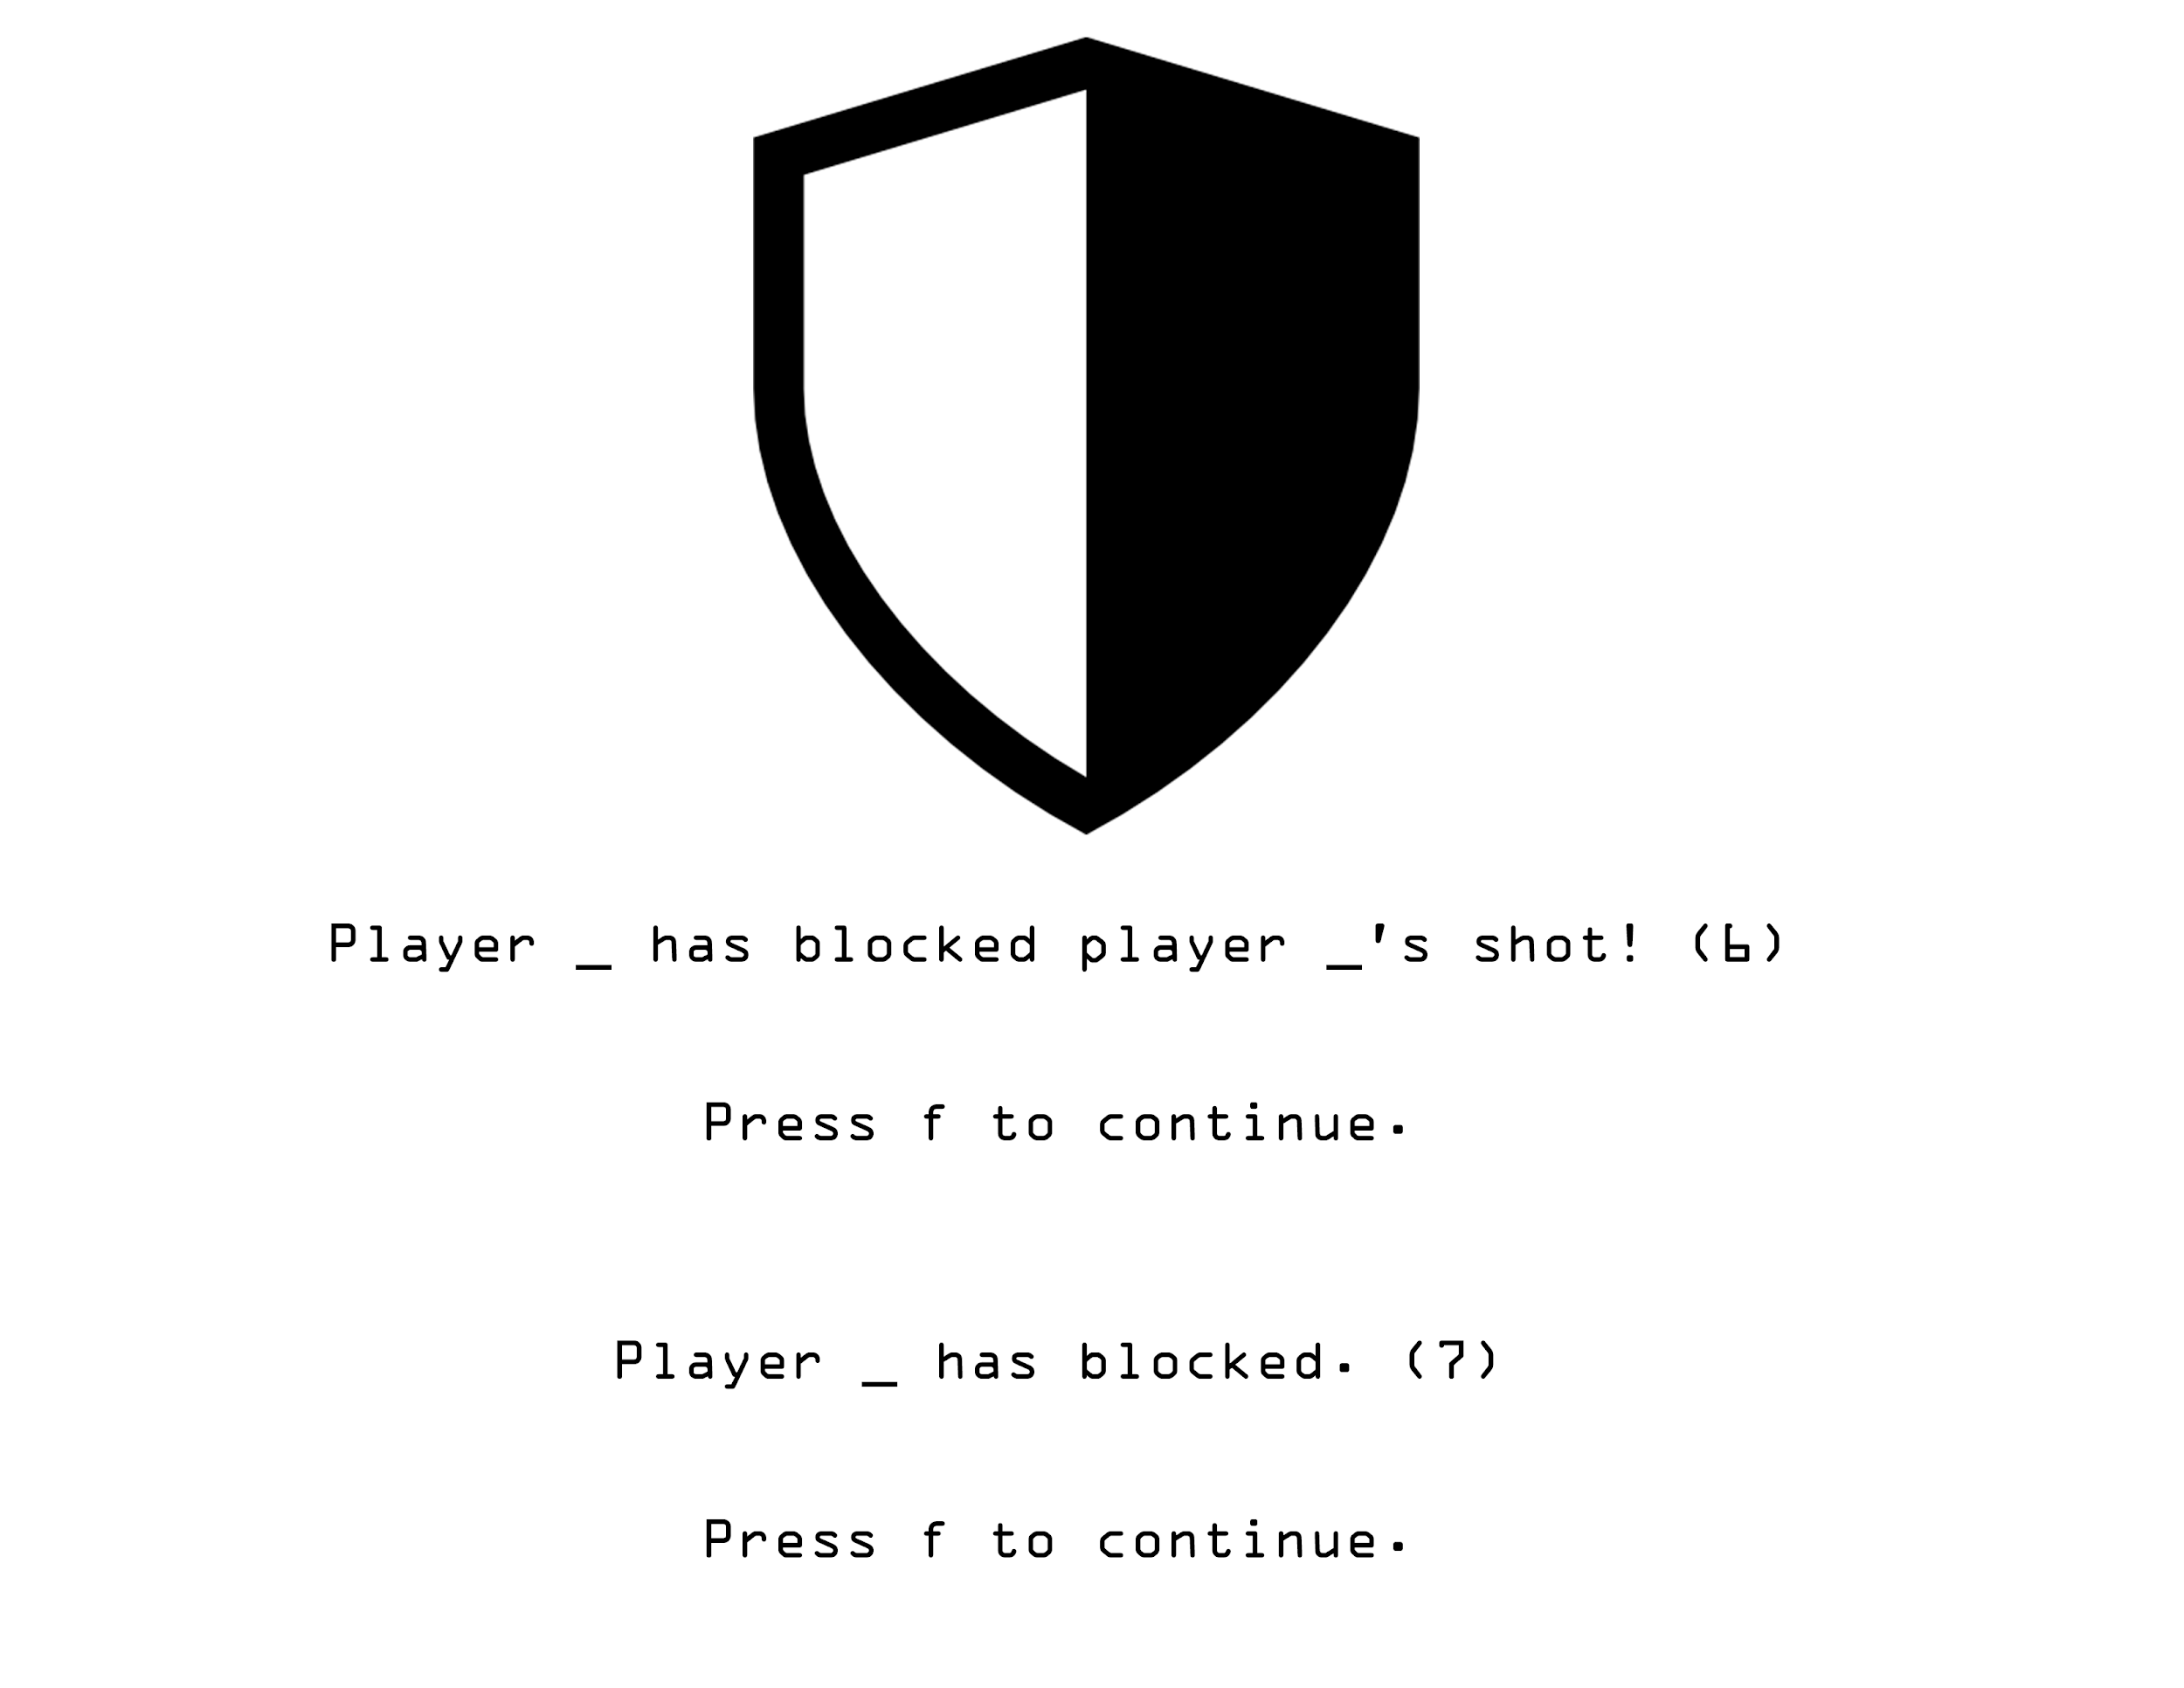 Player _ has blocked player _'s shot! (6)
Press f to continue.
Player _ has blocked. (7)
Press f to continue.